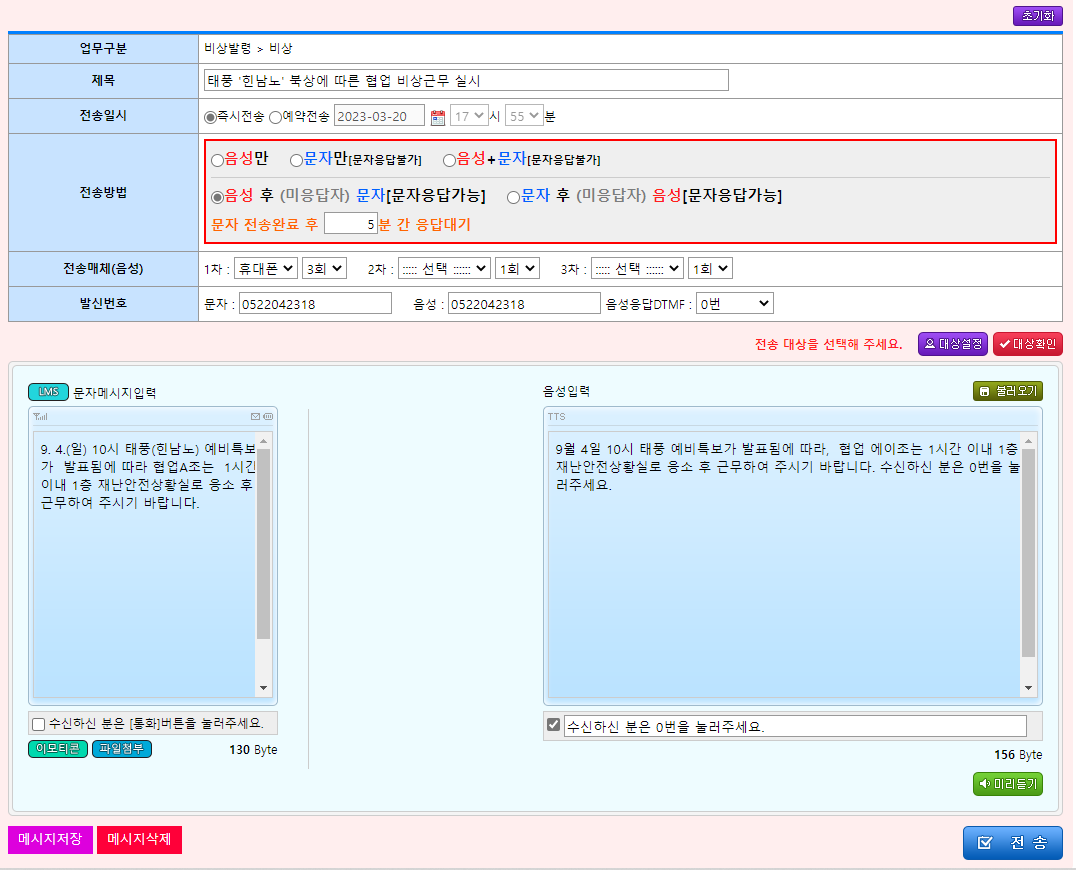 초기화
업무구분 비상발령 > 비상
제목 태풍 '힌남노' 북상에 따른 협업 비상근무 실시
전송일시 즉시전송 예약전송 2023-03-20 17 시 55 분
음성만 문자만[문자응답불가] 음성+문자[문자응답불가]
전송방법 음성 후 (미응답자) 문자[문자응답가능] 문자 후 (미응답자) 음성[문자응답가능]
문자 전송완료 후 5 분 간 응답대기
전송매체(음성) 1차 : 휴대폰 3회 2차 : ::::: 선택 :::::: 1회 3차 : ::::: 선택 :::::: 1회
발신번호 문자 : 0522042318 음성 : 0522042318 음성응답DTMF : 0번
전송 대상을 선택해 주세요. 대상설정 대상확인
LMS 문자메시지입력
9. 4.(일) 10시 태풍(힌남노) 예비특보
가 발표됨에 따라 협업A조는 1시간
이내 1층 재난안전상황실로 응소 후
근무하여 주시기 바랍니다.
수신하신 분은 [통화]버튼을 눌러주세요.
이모티콘 파일첨부 130 Byte
음성입력 불러오기
TTS
9월 4일 10시 태풍 예비특보가 발표됨에 따라, 협업 에이조는 1시간 이내 1층
재난안전상황실로 응소 후 근무하여 주시기 바랍니다. 수신하신 분은 0번을 눌
러주세요.
수신하신 분은 0번을 눌러주세요.
156 Byte
미리듣기
메시지저장 메시지삭제 전 송